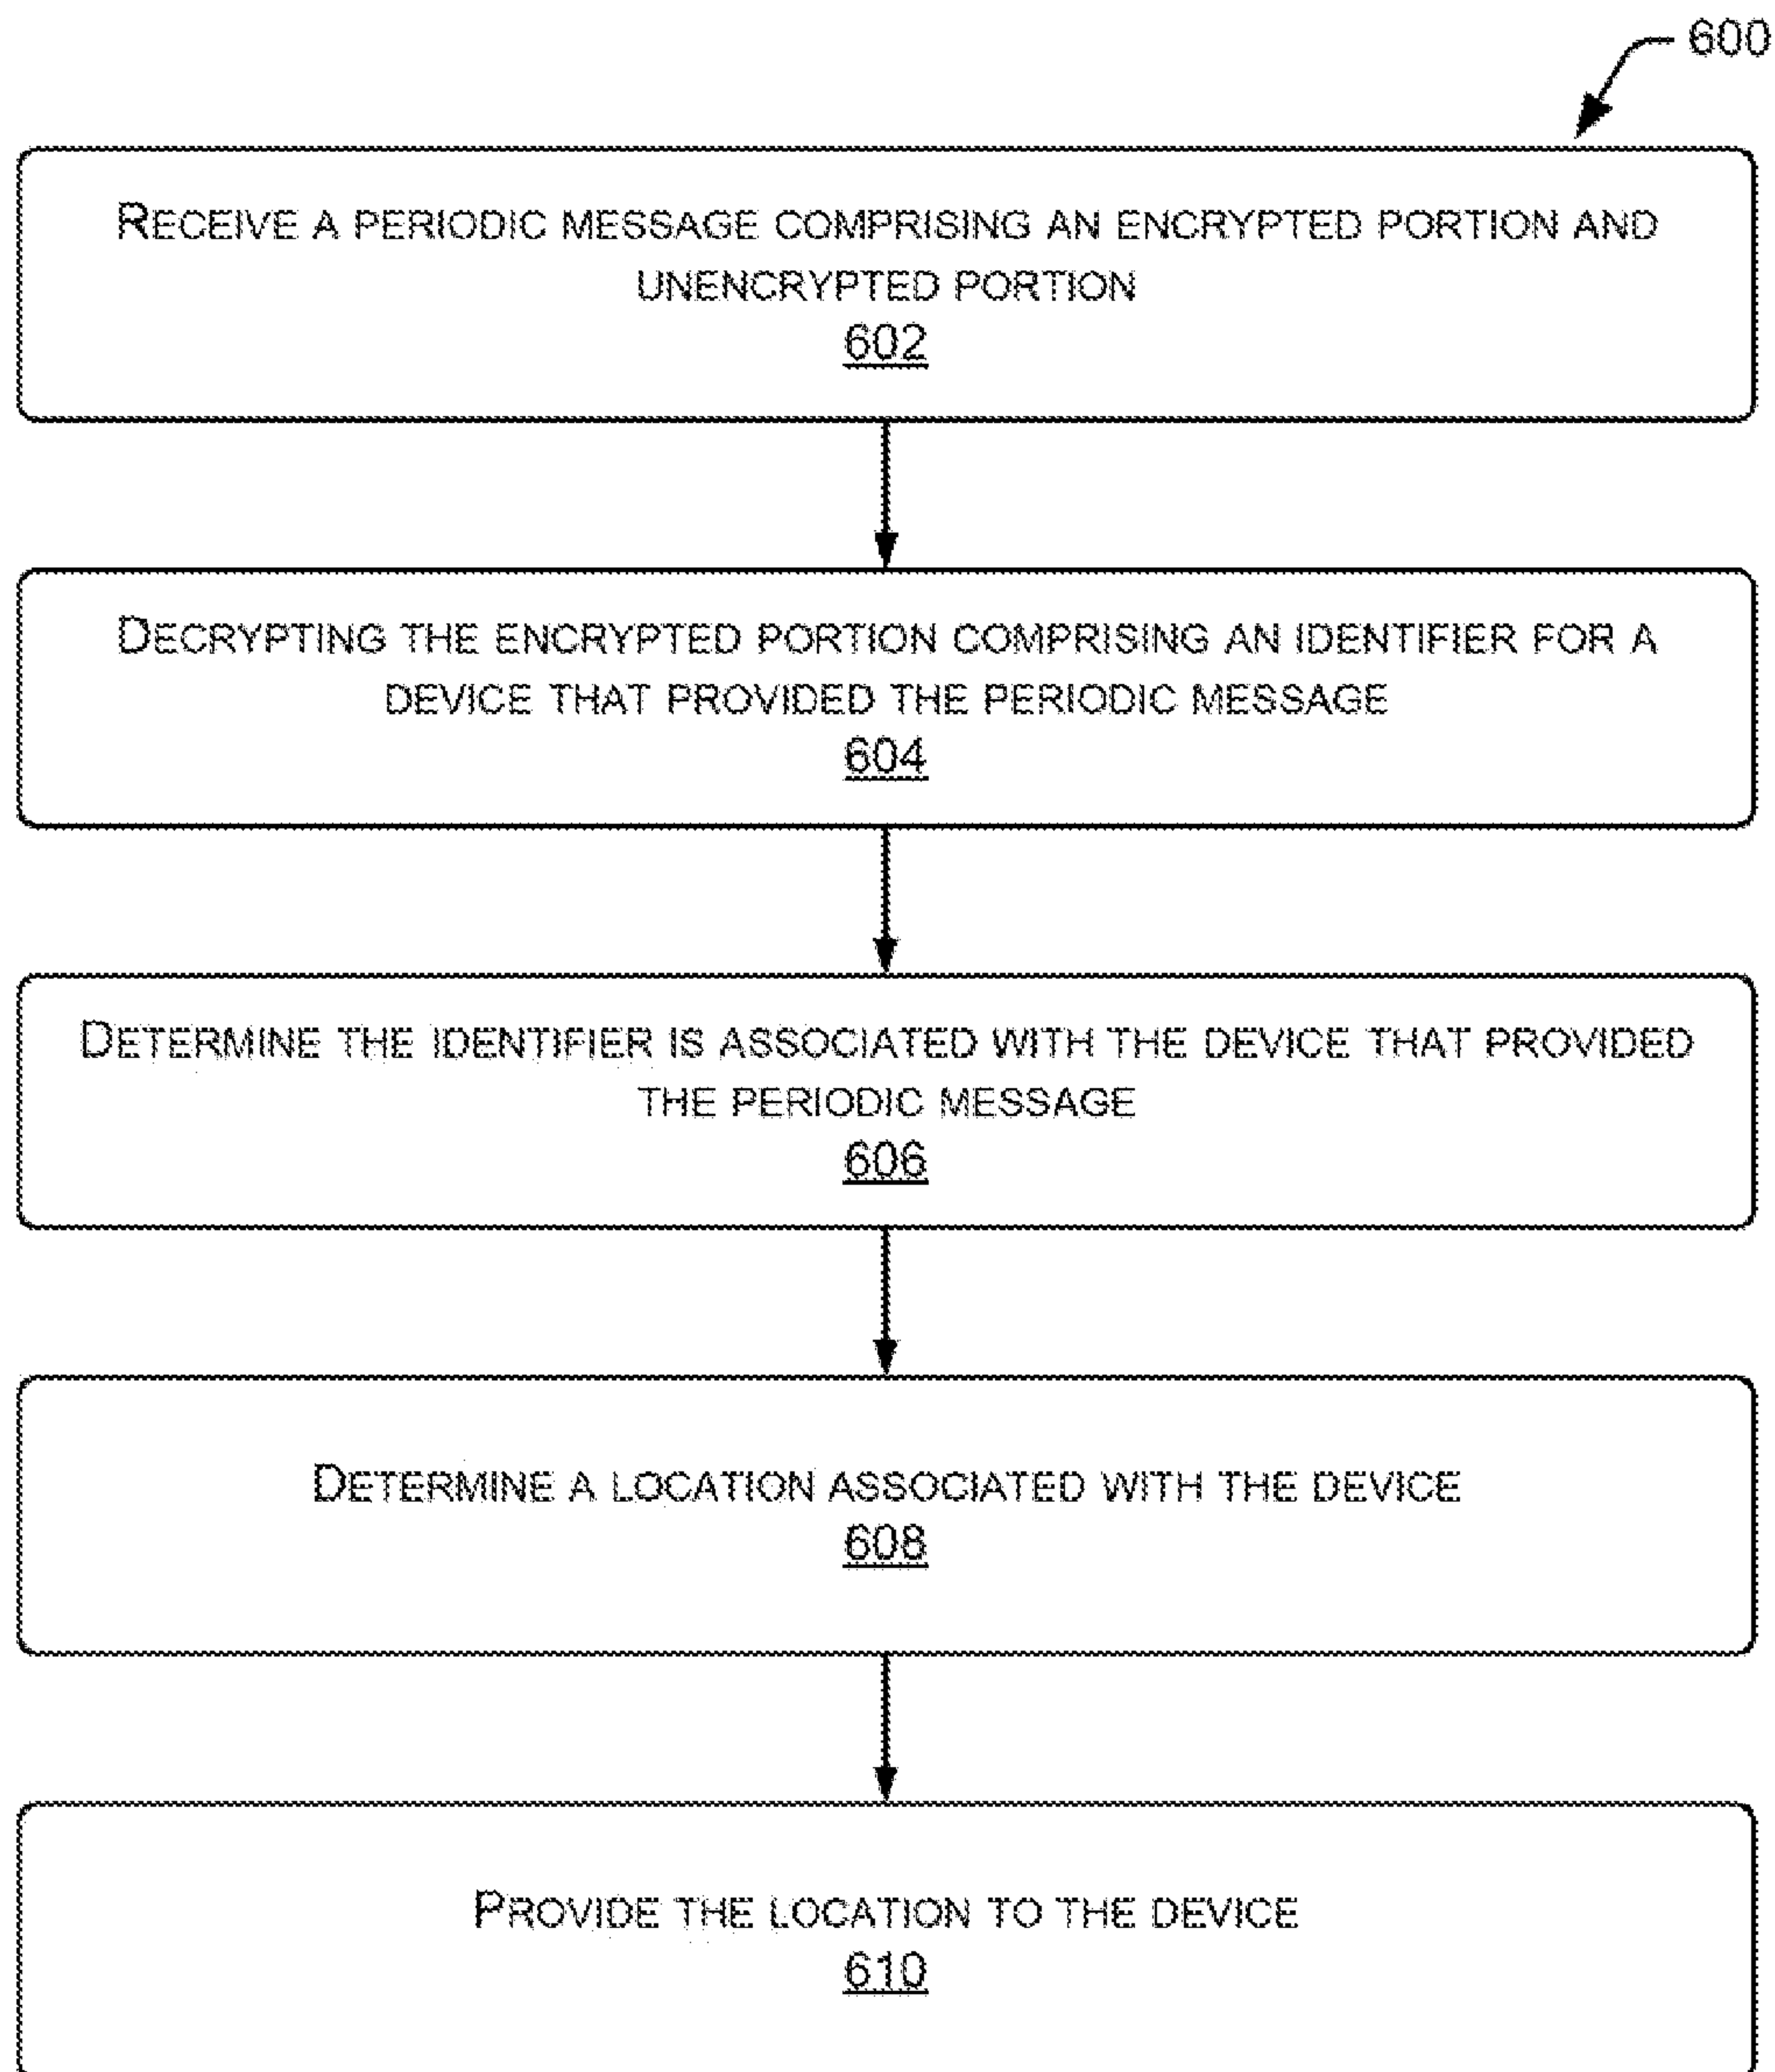 600
RECEIVE A PERIODIC MESSAGE COMPRISING AN ENCRYPTED PORTION AND
UNENCRYPTED PORTION
602
DECRYPTING THE ENCRYPTED PORTION COMPRISING AN IDENTIFIER FOR A
DEVICE THAT PROVIDED THE PERIODIC MESSAGE
604
DETERMINE THE IDENTIFIER IS ASSOCIATED WITH THE DEVICE THAT PROVIDED
THE PERIODIC MESSAGE
606
DETERMINE A LOCATION ASSOCIATED WITH THE DEVICE
608
PROVIDE THE LOCATION TO THE DEVICE
610